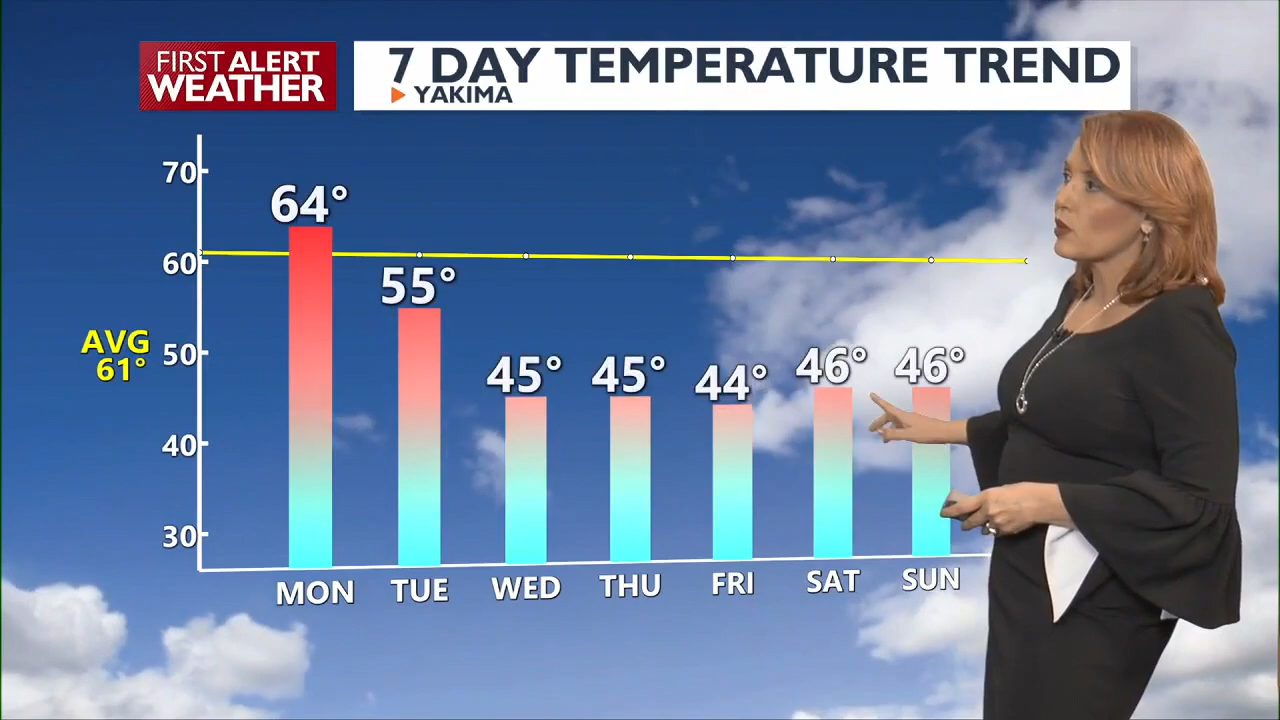 FIRST ALERT
WEATHER
7 DAY TEMPERATURE TREND
YAKIMA
70
60
50
40
30
AVG
61°
64°
55°
45°
45°
44°
46°
46°
MON
TUE
WED
THU
FRI
SAT
SUN